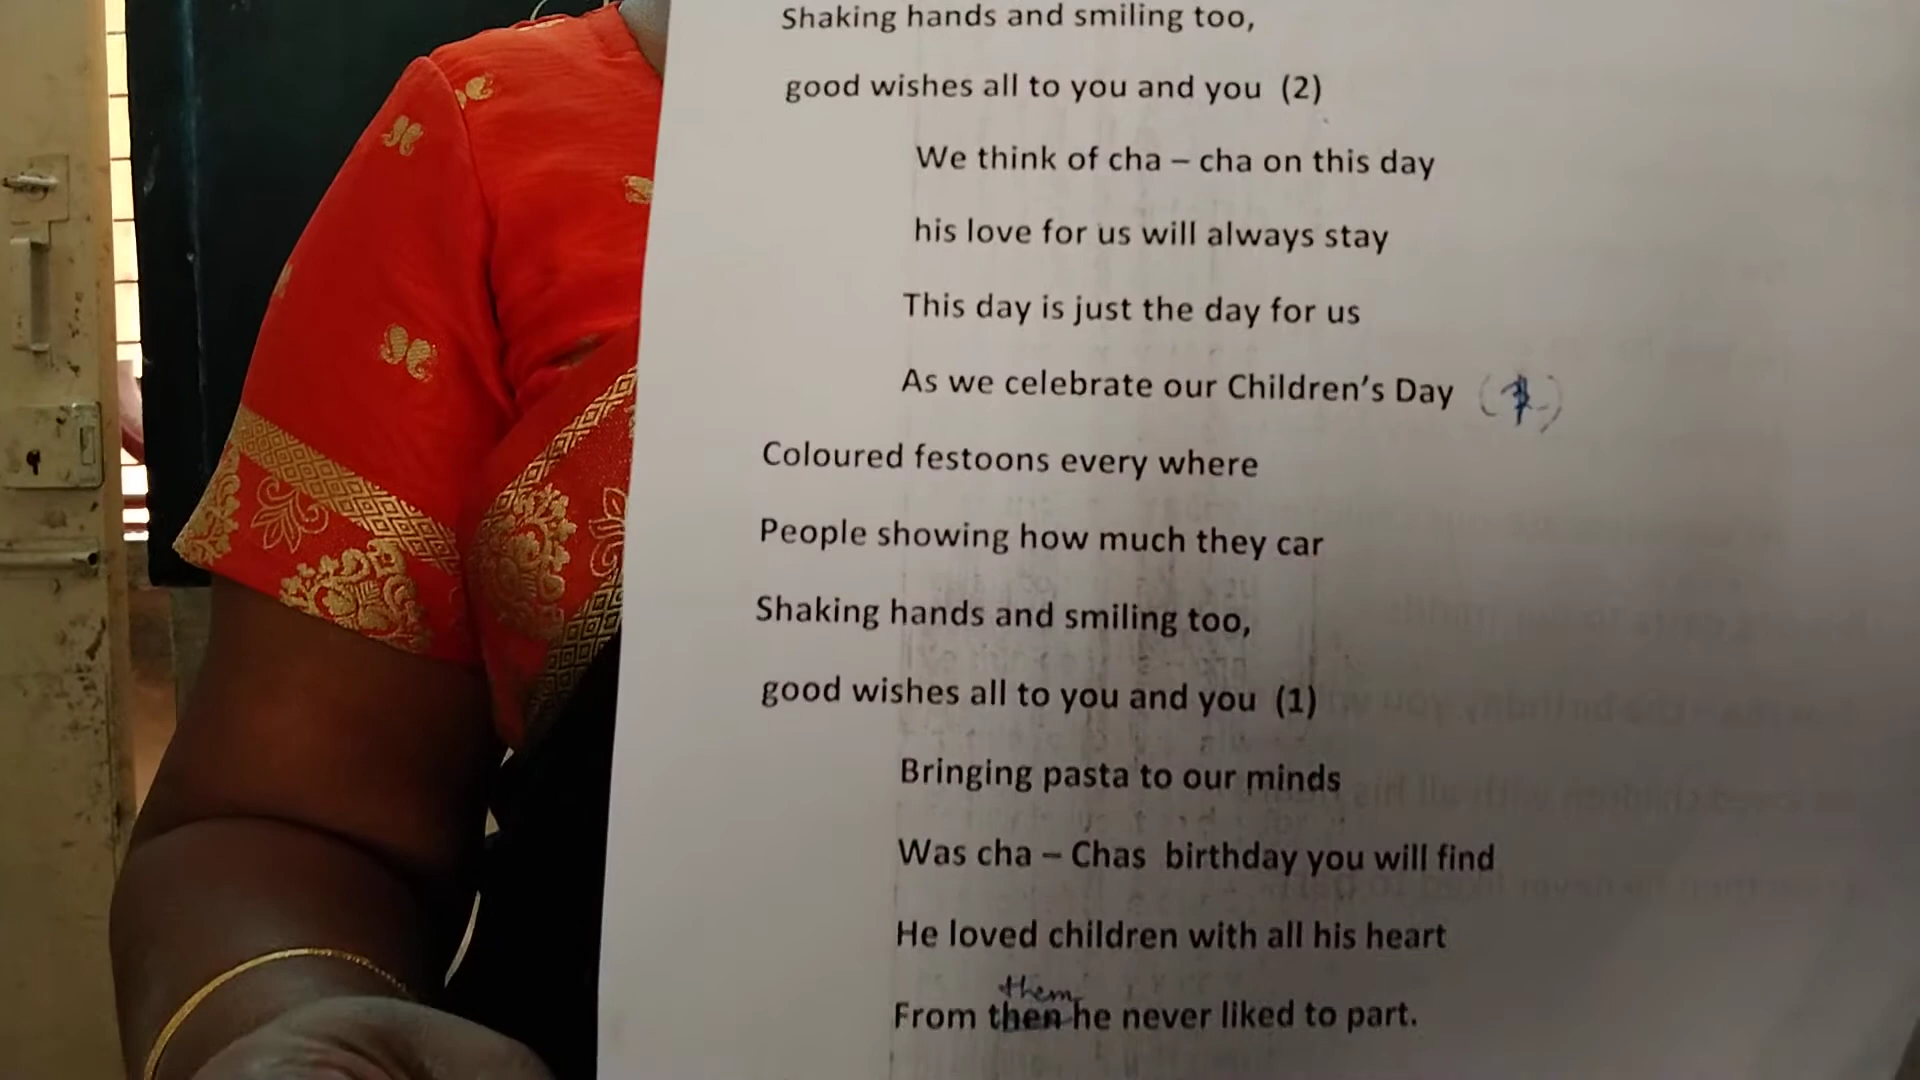 Shaking hands and smiling too,
good wishes all to you and you (2)
We think of cha – cha on this day
his love for us will always stay
This day is just the day for us
As we celebrate our Children's Day
Coloured festoons every where
People showing how much they car
Shaking hands and smiling too,
good wishes all to you and you (1)
Bringing pasta to our minds
Was cha – Chas birthday you will find
He loved children with all his heart
them
From then he never liked to part.